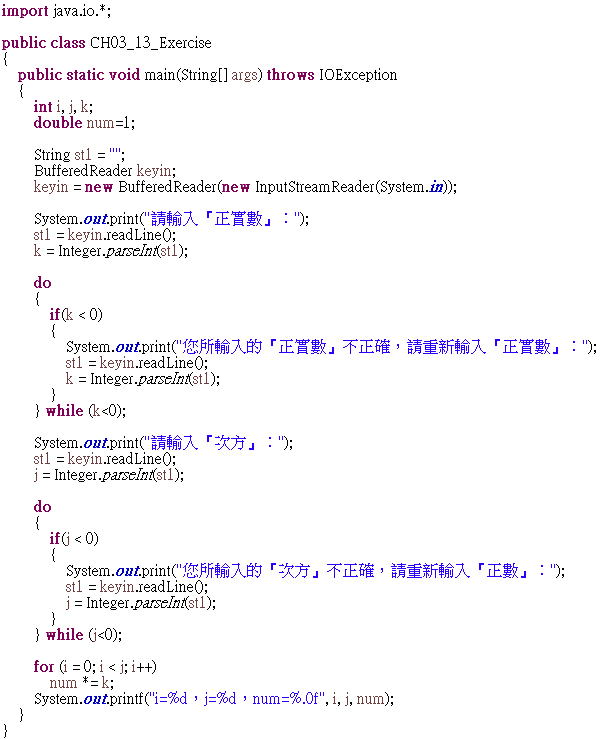 import java.io.*;
public class CH03_13_Exercise
{
public static void main(String[] args) throws IOException
{
int i, j, k;
double num=1;
String st1 = "";
BufferedReader keyin;
keyin = new BufferedReader(new InputStreamReader(System.in));
System.out.print("請輸入『正實數』：");
st1 = keyin.readLine();
k = Integer.parseInt(st1);
do
{
if(k < 0)
{
System.out.print("您所輸入的『正實數』不正確，請重新輸入『正實數』：");
st1 = keyin.readLine();
k = Integer.parseInt(st1);
}
} while (k<0);
System.out.print("請輸入『次方』：");
st1 = keyin.readLine();
j = Integer.parseInt(st1);
do
{
if(j < 0)
{
System.out.print("您所輸入的『次方』不正確，請重新輸入『正數』：");
st1 = keyin.readLine();
j = Integer.parseInt(st1);
}
} while (j<0);
for (i = 0; i < j; i++)
num *= k;
System.out.printf("i=%d，j=%d，num=%.0f", i, j, num);
}
}